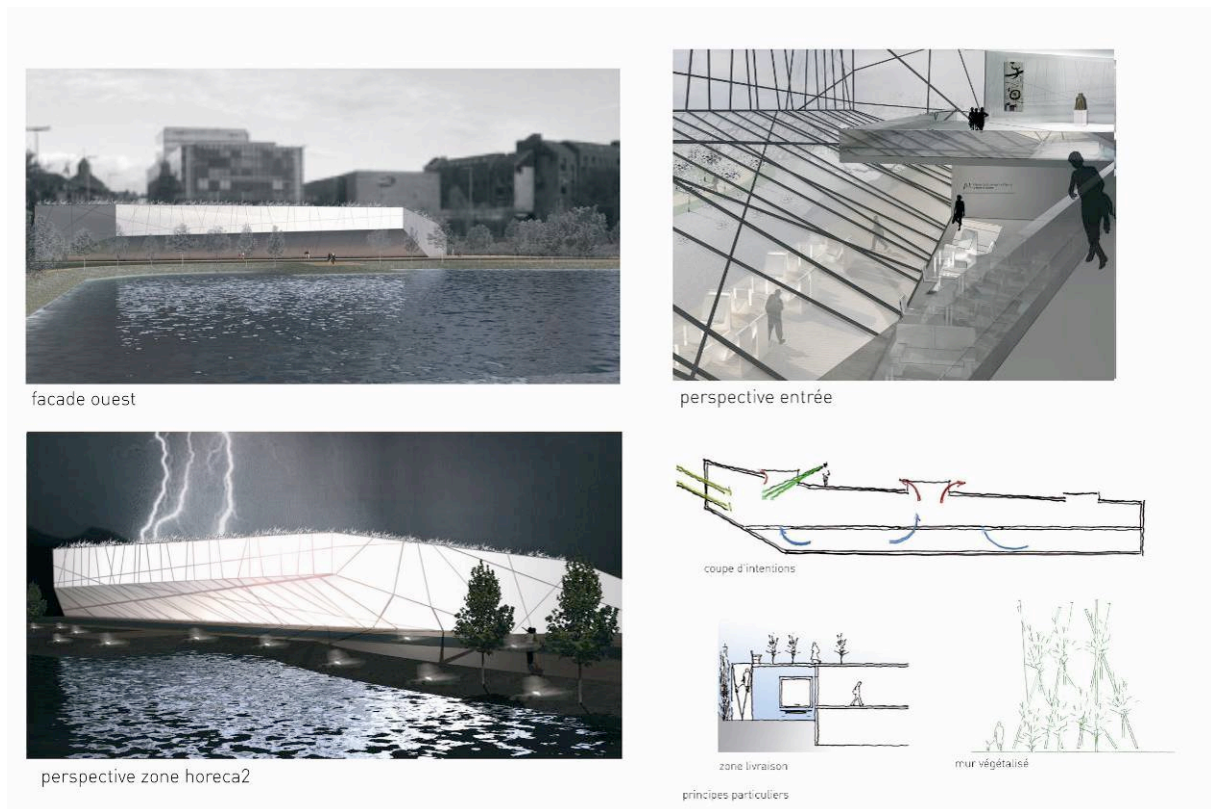 facade ouest
perspective entrée
perspective zone horeca2
coupe d'intentions
zone livraison
mur végétalisé
principes particuliers